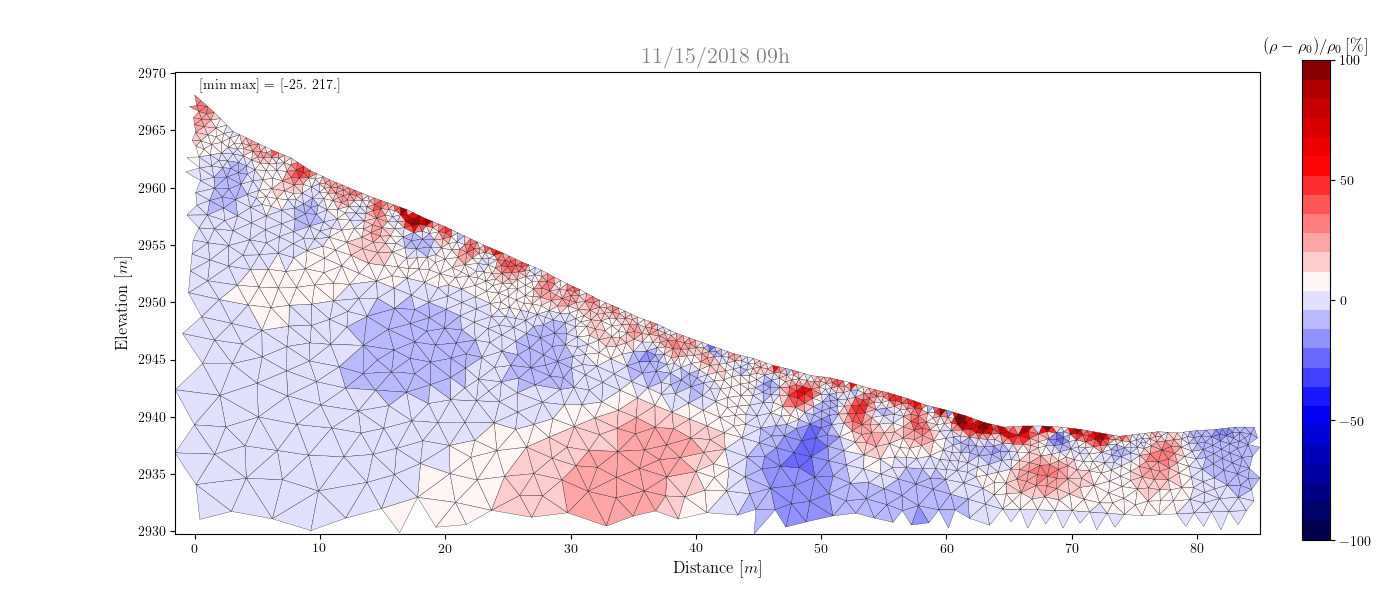 11/15/2018 09h
(ρ − ρ₀)/ρ₀ [%]
[min max] = [-25. 217.]
2970
2965
2960
2955
2950
2945
2940
2935
2930
Elevation [m]
0 10 20 30 40 50 60 70 80
Distance [m]
100
50
0
−50
−100